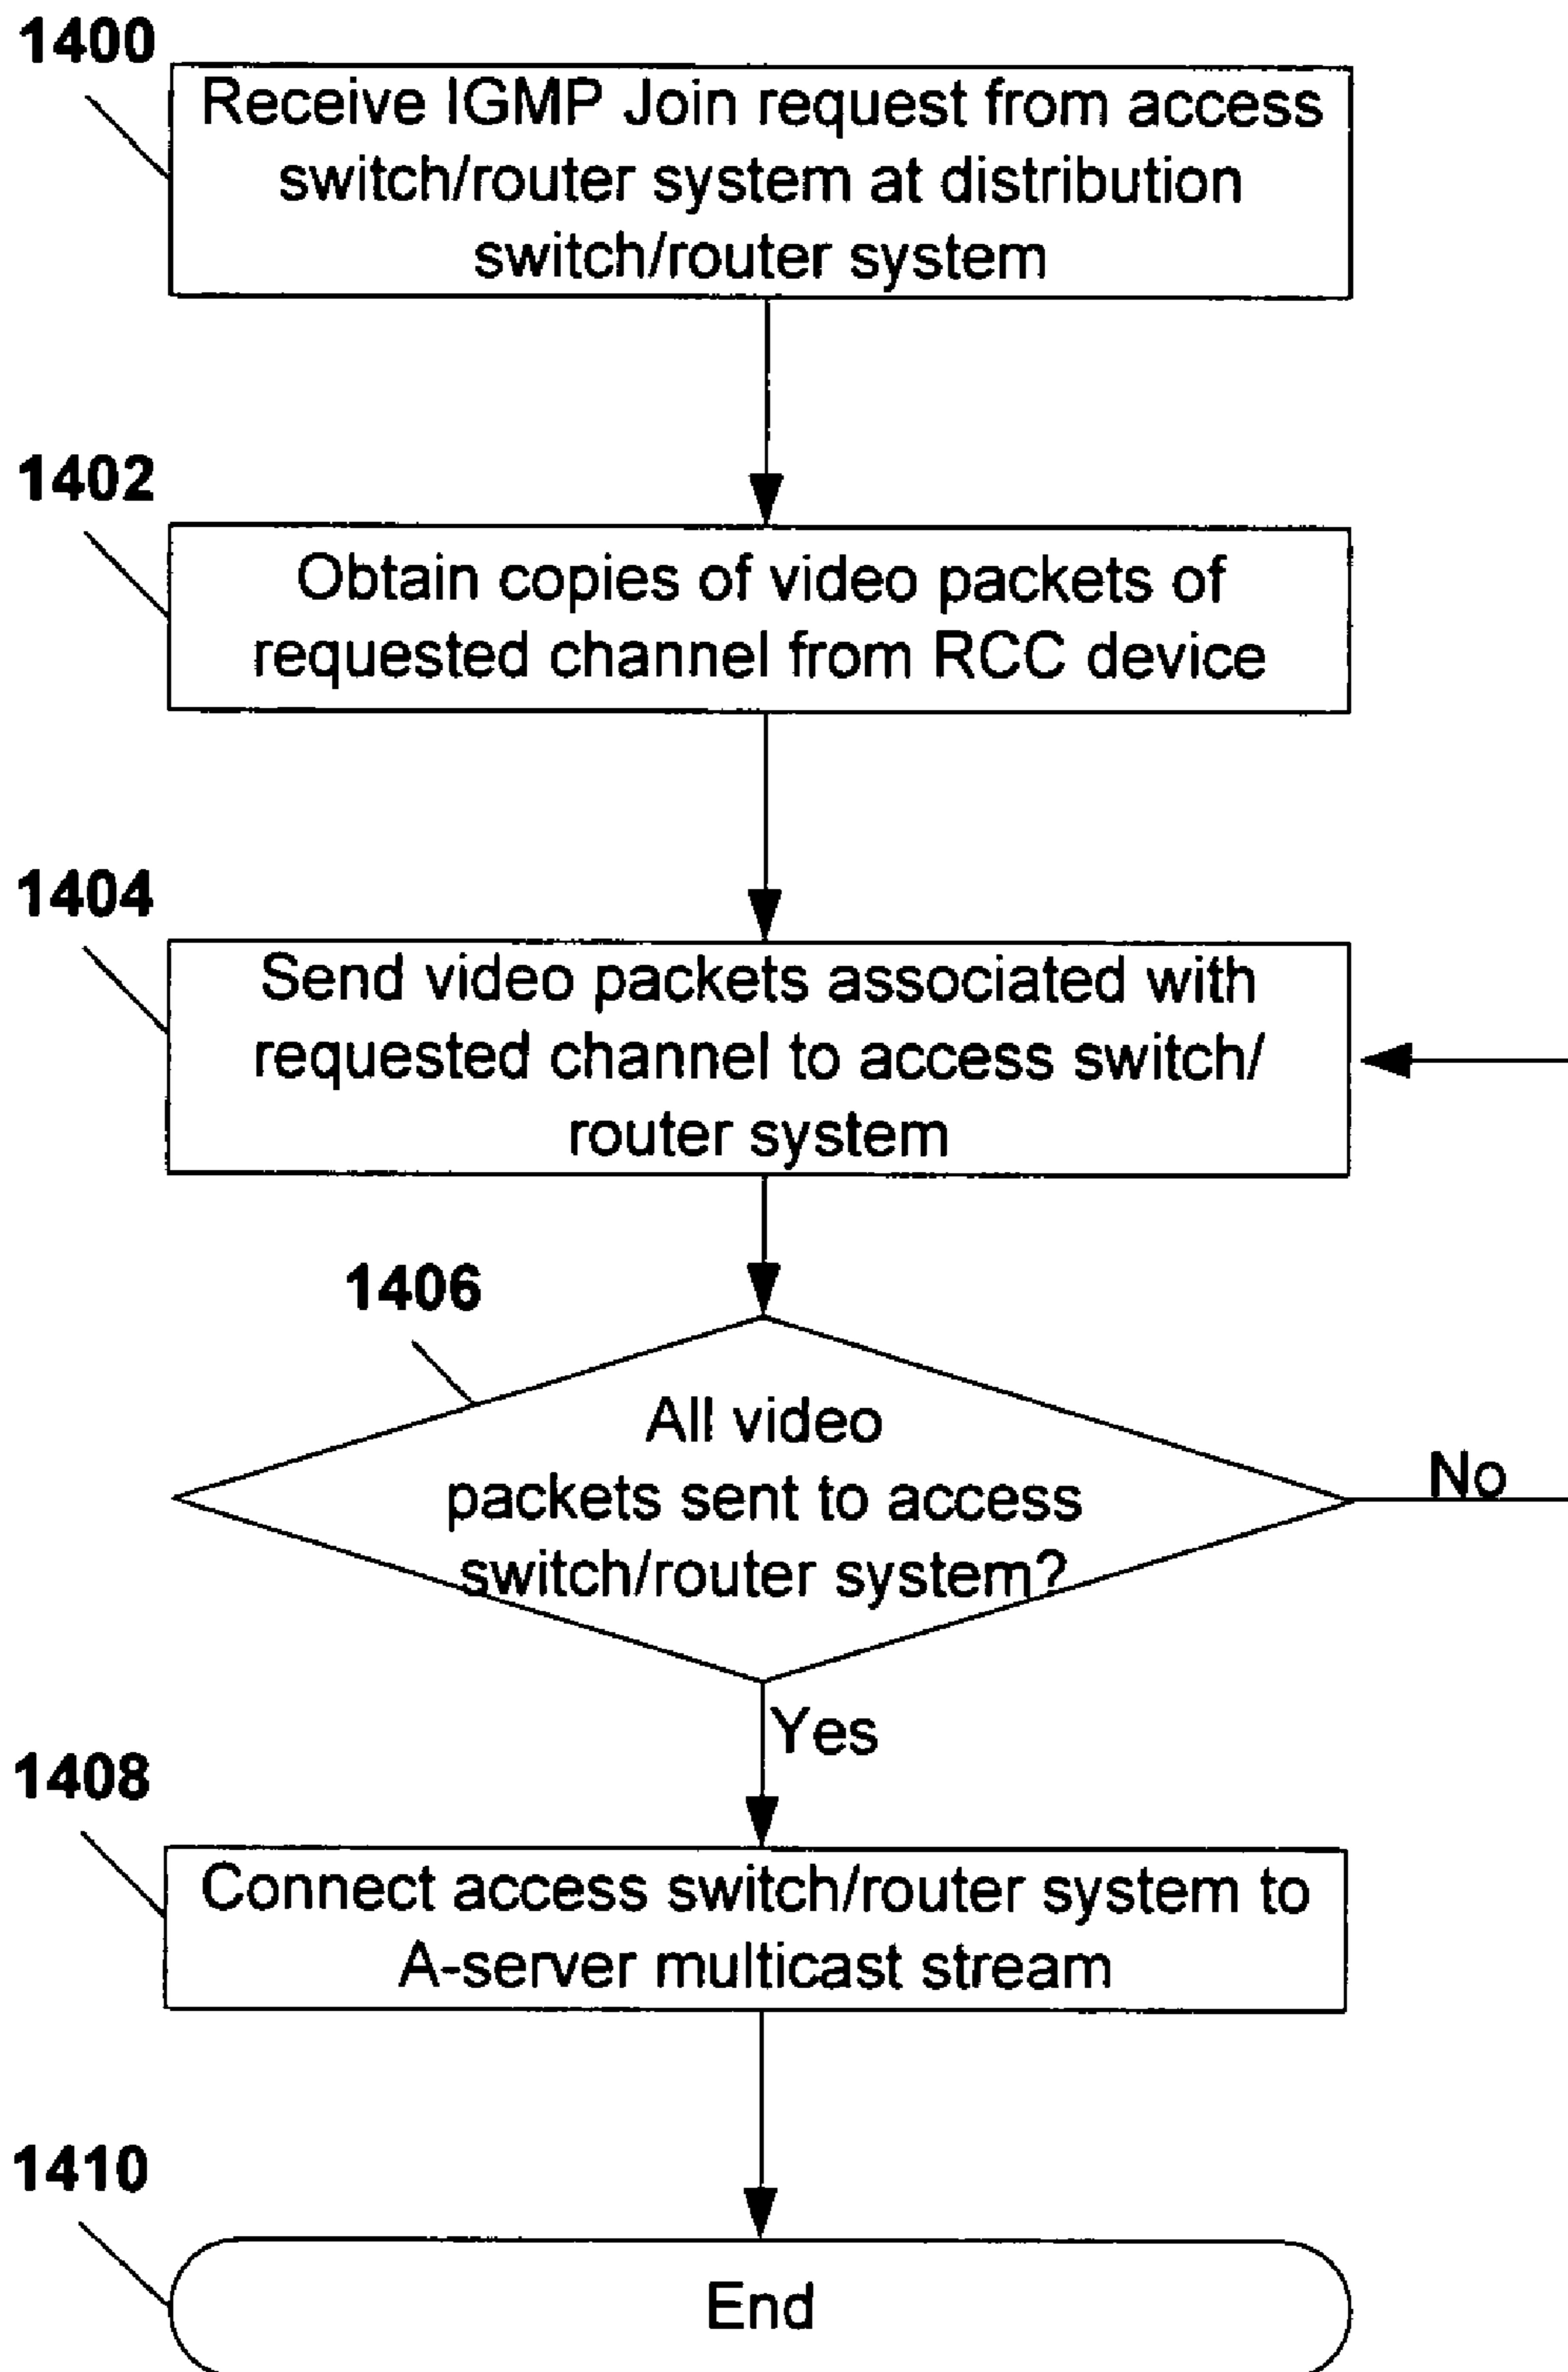 1400
Receive IGMP Join request from access
switch/router system at distribution
switch/router system
1402
Obtain copies of video packets of
requested channel from RCC device
1404
Send video packets associated with
requested channel to access switch/
router system
1406
All video
packets sent to access
switch/router system?
No
Yes
1408
Connect access switch/router system to
A-server multicast stream
1410
End